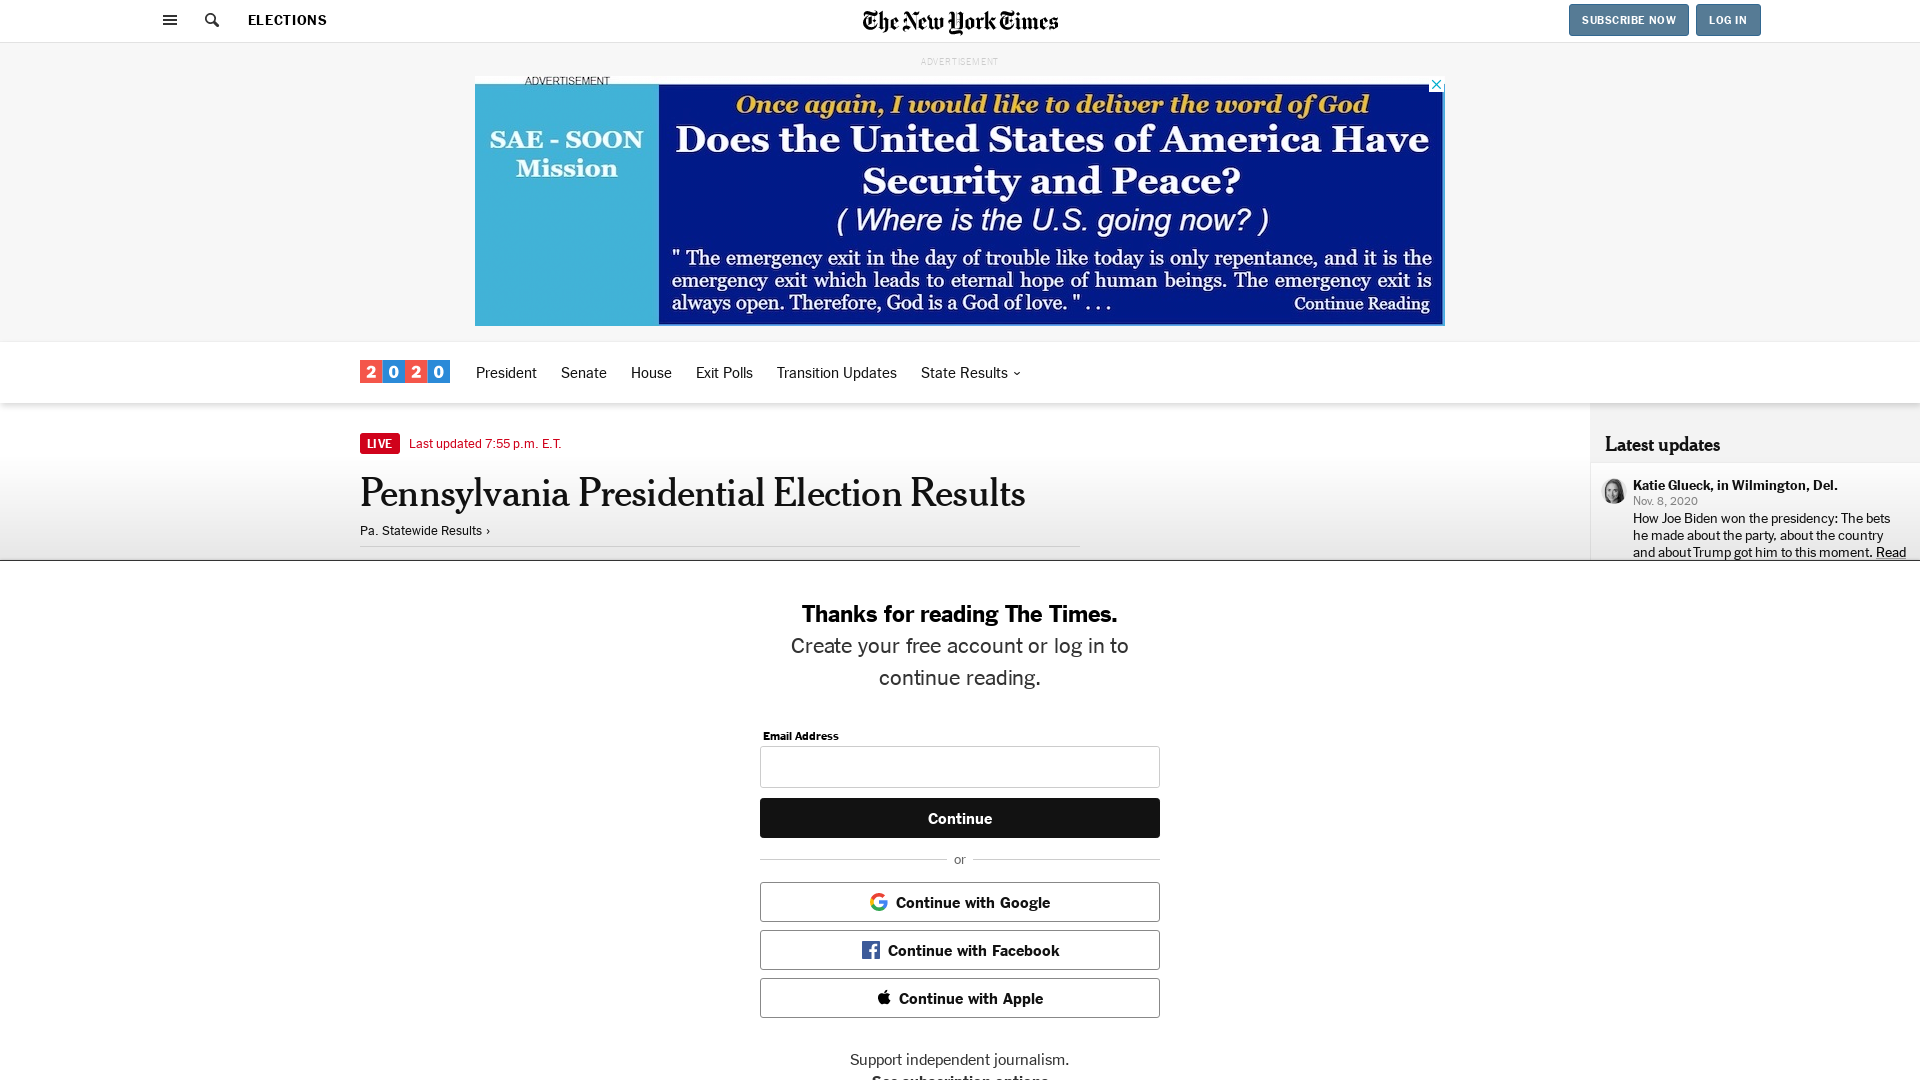 ELECTIONS
The New York Times
SUBSCRIBE NOW
LOG IN
ADVERTISEMENT
ADVERTISEMENT
SAE - SOON
Mission
Once again, I would like to deliver the word of God
Does the United States of America Have
Security and Peace?
( Where is the U.S. going now? )
" The emergency exit in the day of trouble like today is only repentance, and it is the
emergency exit which leads to eternal hope of human beings. The emergency exit is
always open. Therefore, God is a God of love. " . . .
Continue Reading
2020
President
Senate
House
Exit Polls
Transition Updates
State Results
LIVE
Last updated 7:55 p.m. E.T.
Pennsylvania Presidential Election Results
Pa. Statewide Results ›
Latest updates
Katie Glueck, in Wilmington, Del.
Nov. 8, 2020
How Joe Biden won the presidency: The bets
he made about the party, about the country
and about Trump got him to this moment. Read
Thanks for reading The Times.
Create your free account or log in to
continue reading.
Email Address
Continue
or
Continue with Google
Continue with Facebook
Continue with Apple
Support independent journalism.
See subscription options